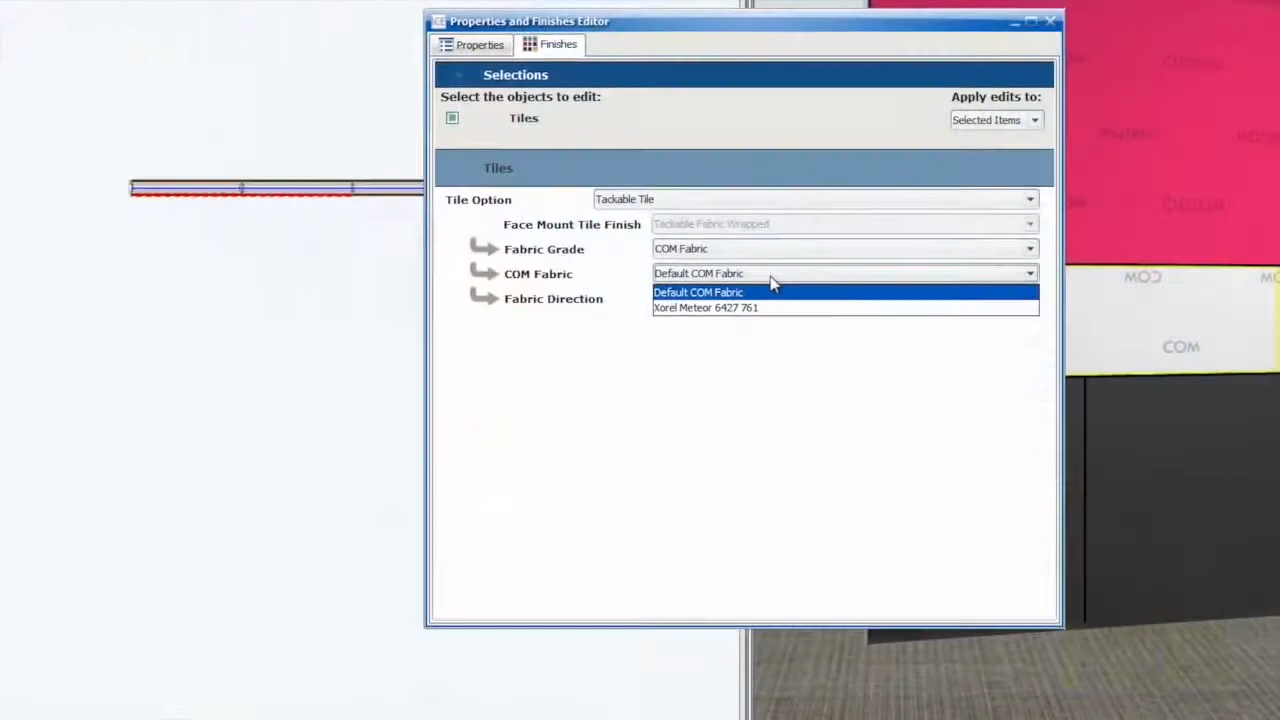 Properties and Finishes Editor
Properties
Finishes
Selections
Select the objects to edit:
Apply edits to:
Tiles
Selected Items
Tiles
Tile Option
Tackable Tile
Face Mount Tile Finish
Tackable Fabric Wrapped
Fabric Grade
COM Fabric
COM Fabric
Default COM Fabric
Default COM Fabric
Fabric Direction
Xorel Meteor 6427 761
COM
COM